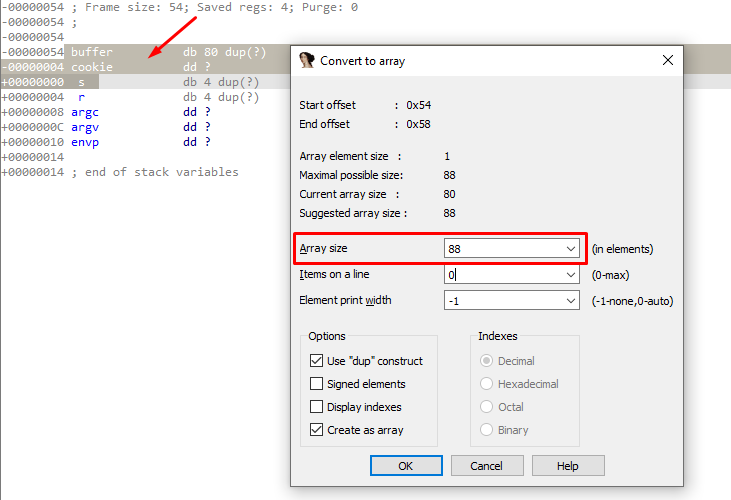 -00000054 ; Frame size: 54; Saved regs: 4; Purge: 0
-00000054 ;
-00000054
-00000054 buffer db 80 dup(?)
-00000004 cookie dd ?
+00000000 s db 4 dup(?)
+00000004 r db 4 dup(?)
+00000008 argc dd ?
+0000000C argv dd ?
+00000010 envp dd ?
+00000014
+00000014 ; end of stack variables
Convert to array
Start offset : 0x54
End offset : 0x58
Array element size : 1
Maximal possible size: 88
Current array size : 80
Suggested array size : 88
Array size 88 (in elements)
Items on a line 0 (0-max)
Element print width -1 (-1-none,0-auto)
Options
Use "dup" construct
Signed elements
Display indexes
Create as array
Indexes
Decimal
Hexadecimal
Octal
Binary
OK Cancel Help